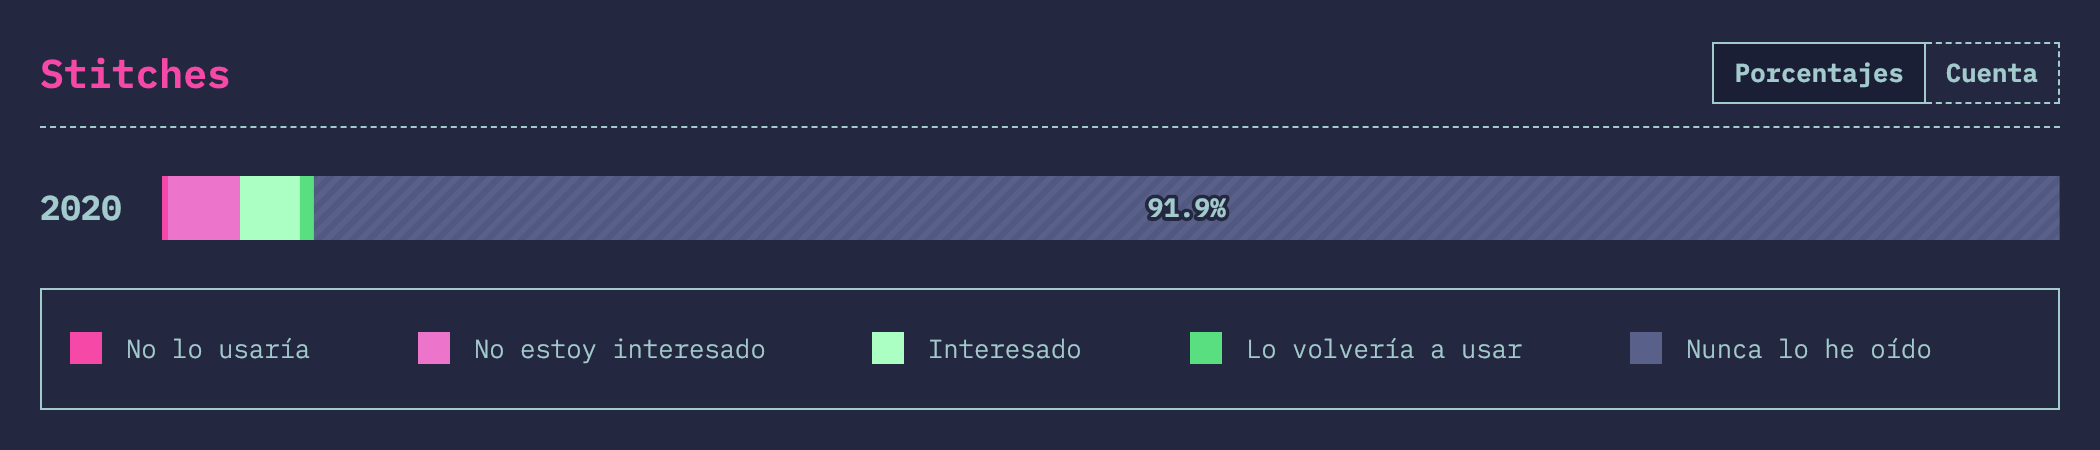 Stitches
Porcentajes Cuenta
2020 91.9%
No lo usaría No estoy interesado Interesado Lo volvería a usar Nunca lo he oído